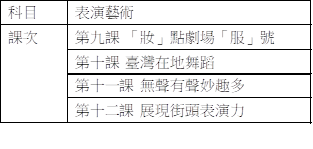 科目 表演藝術
課次 第九課 「妝」點劇場「服」號
第十課 臺灣在地舞蹈
第十一課 無聲有聲妙趣多
第十二課 展現街頭表演力